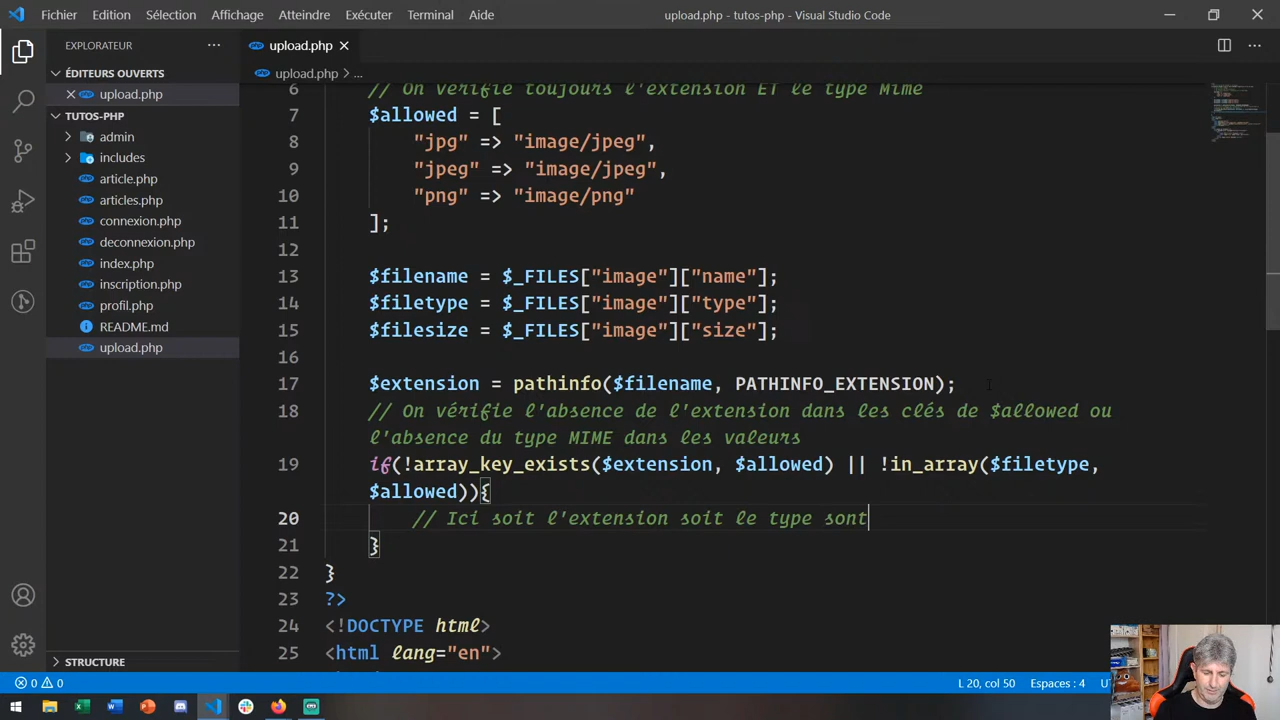 Fichier Edition Sélection Affichage Atteindre Exécuter Terminal Aide upload.php - tutos-php - Visual Studio Code
EXPLORATEUR
ÉDITEURS OUVERTS
upload.php
TUTOS-PHP
admin
includes
article.php
articles.php
connexion.php
deconnexion.php
index.php
inscription.php
profil.php
README.md
upload.php
STRUCTURE
upload.php
upload.php > ...
6 // On vérifie toujours l'extension ET le type Mime
7 $allowed = [
8 "jpg" => "image/jpeg",
9 "jpeg" => "image/jpeg",
10 "png" => "image/png"
11 ];
12
13 $filename = $_FILES["image"]["name"];
14 $filetype = $_FILES["image"]["type"];
15 $filesize = $_FILES["image"]["size"];
16
17 $extension = pathinfo($filename, PATHINFO_EXTENSION);
18 // On vérifie l'absence de l'extension dans les clés de $allowed ou
l'absence du type MIME dans les valeurs
19 if(!array_key_exists($extension, $allowed) || !in_array($filetype,
$allowed)){
20 // Ici soit l'extension soit le type sont
21 }
22 }
23 ?>
24 <!DOCTYPE html>
25 <html lang="en">
0 0 L 20, col 50 Espaces : 4